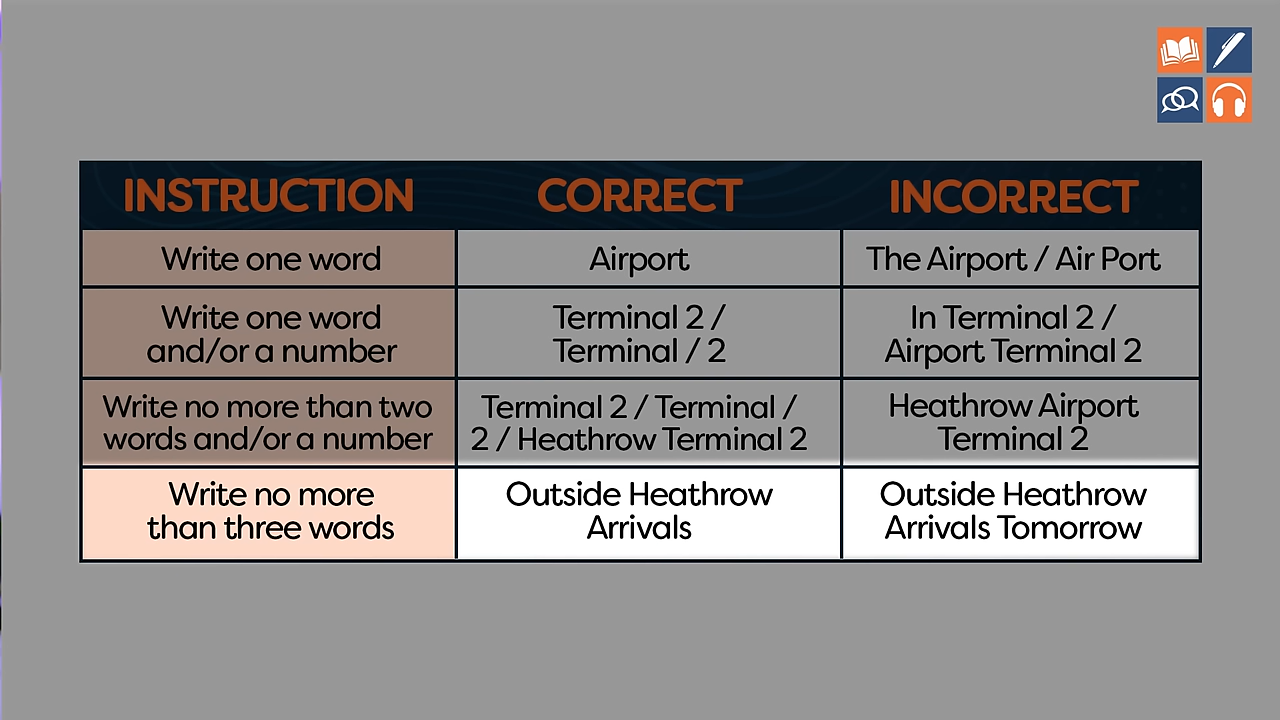 INSTRUCTION CORRECT INCORRECT
Write one word
Airport
The Airport / Air Port
Write one word
and/or a number
Terminal 2 /
Terminal / 2
In Terminal 2 /
Airport Terminal 2
Write no more than two
words and/or a number
Terminal 2 / Terminal /
2 / Heathrow Terminal 2
Heathrow Airport
Terminal 2
Write no more
than three words
Outside Heathrow
Arrivals
Outside Heathrow
Arrivals Tomorrow